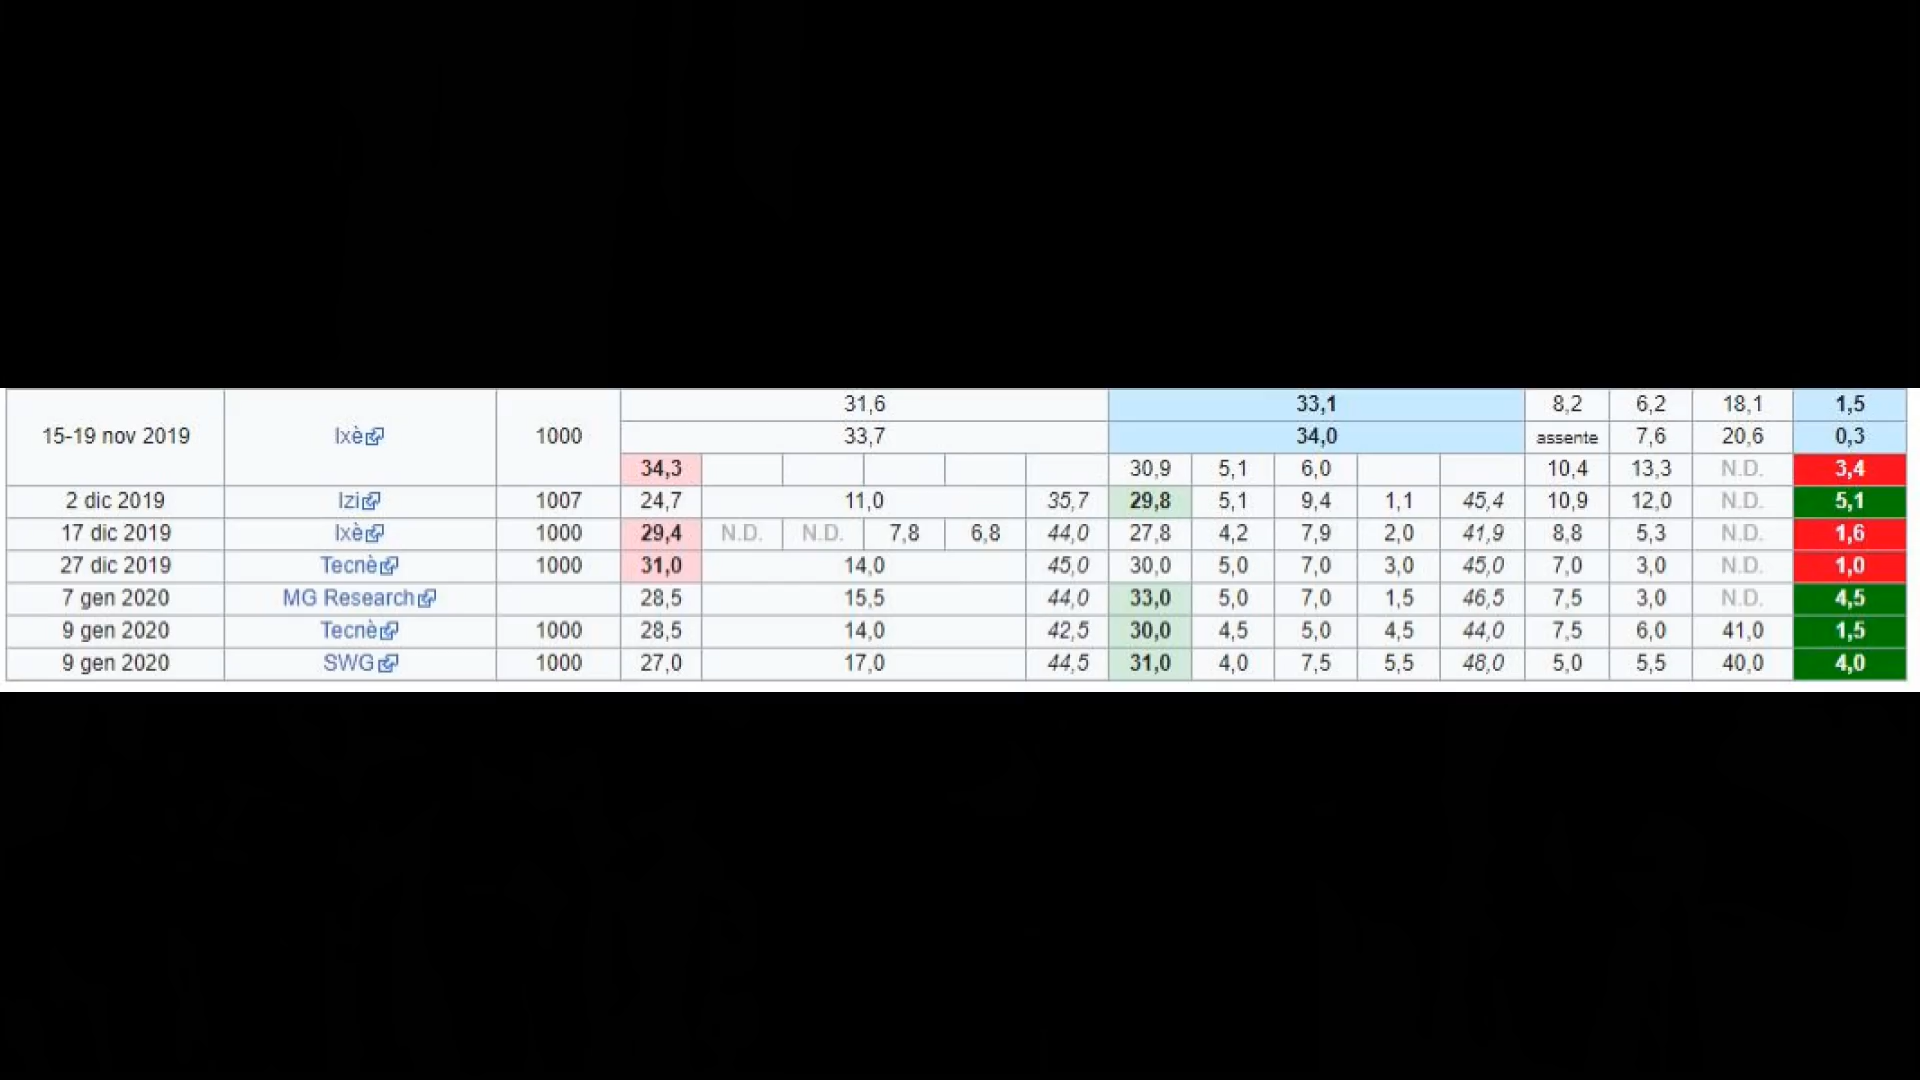 31,6 33,1 8,2 6,2 18,1 1,5
15-19 nov 2019 Ixè 1000 33,7 34,0 assente 7,6 20,6 0,3
34,3 30,9 5,1 6,0 10,4 13,3 N.D. 3,4
2 dic 2019 Izi 1007 24,7 11,0 35,7 29,8 5,1 9,4 1,1 45,4 10,9 12,0 N.D. 5,1
17 dic 2019 Ixè 1000 29,4 N.D. N.D. 7,8 6,8 44,0 27,8 4,2 7,9 2,0 41,9 8,8 5,3 N.D. 1,6
27 dic 2019 Tecnè 1000 31,0 14,0 45,0 30,0 5,0 7,0 3,0 45,0 7,0 3,0 N.D. 1,0
7 gen 2020 MG Research 28,5 15,5 44,0 33,0 5,0 7,0 1,5 46,5 7,5 3,0 N.D. 4,5
9 gen 2020 Tecnè 1000 28,5 14,0 42,5 30,0 4,5 5,0 4,5 44,0 7,5 6,0 41,0 1,5
9 gen 2020 SWG 1000 27,0 17,0 44,5 31,0 4,0 7,5 5,5 48,0 5,0 5,5 40,0 4,0